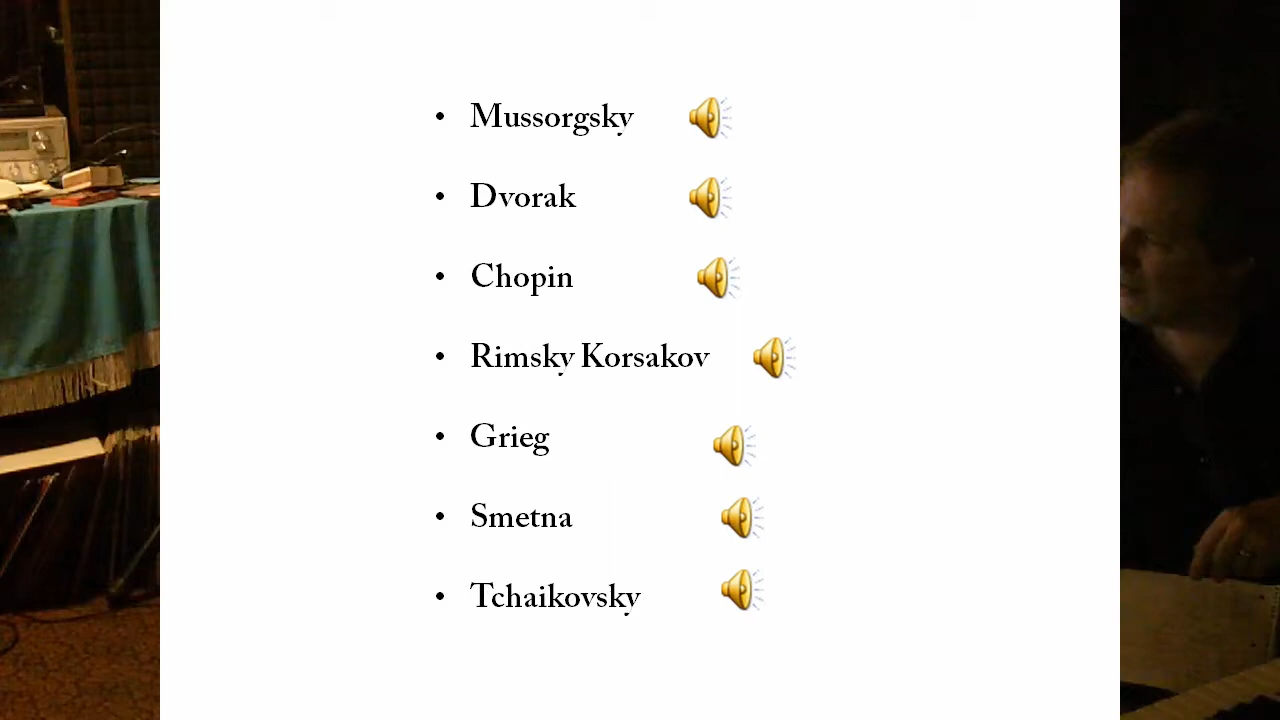 • Mussorgsky
• Dvorak
• Chopin
• Rimsky Korsakov
• Grieg
• Smetna
• Tchaikovsky